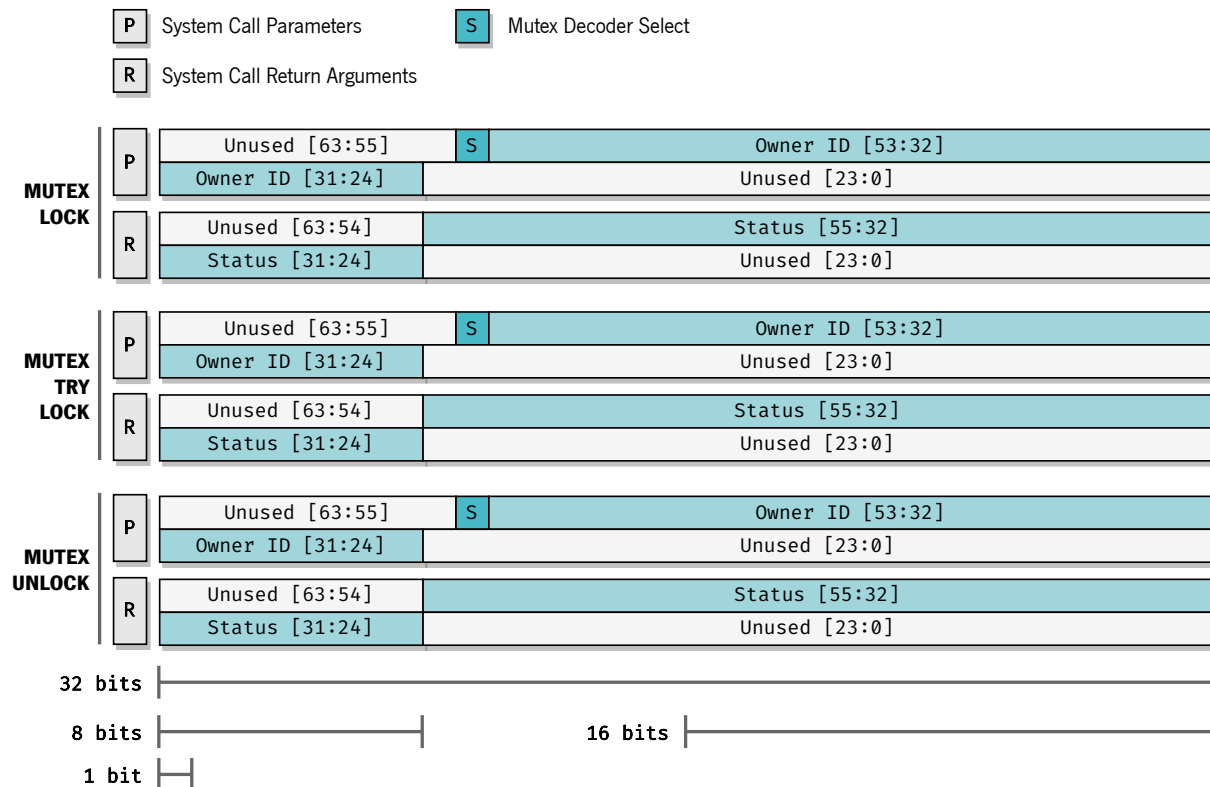 P System Call Parameters
S Mutex Decoder Select
R System Call Return Arguments
MUTEX
LOCK
P
Unused [63:55] S Owner ID [53:32]
Owner ID [31:24] Unused [23:0]
R
Unused [63:54] Status [55:32]
Status [31:24] Unused [23:0]
MUTEX
TRY
LOCK
P
Unused [63:55] S Owner ID [53:32]
Owner ID [31:24] Unused [23:0]
R
Unused [63:54] Status [55:32]
Status [31:24] Unused [23:0]
MUTEX
UNLOCK
P
Unused [63:55] S Owner ID [53:32]
Owner ID [31:24] Unused [23:0]
R
Unused [63:54] Status [55:32]
Status [31:24] Unused [23:0]
32 bits
8 bits
16 bits
1 bit